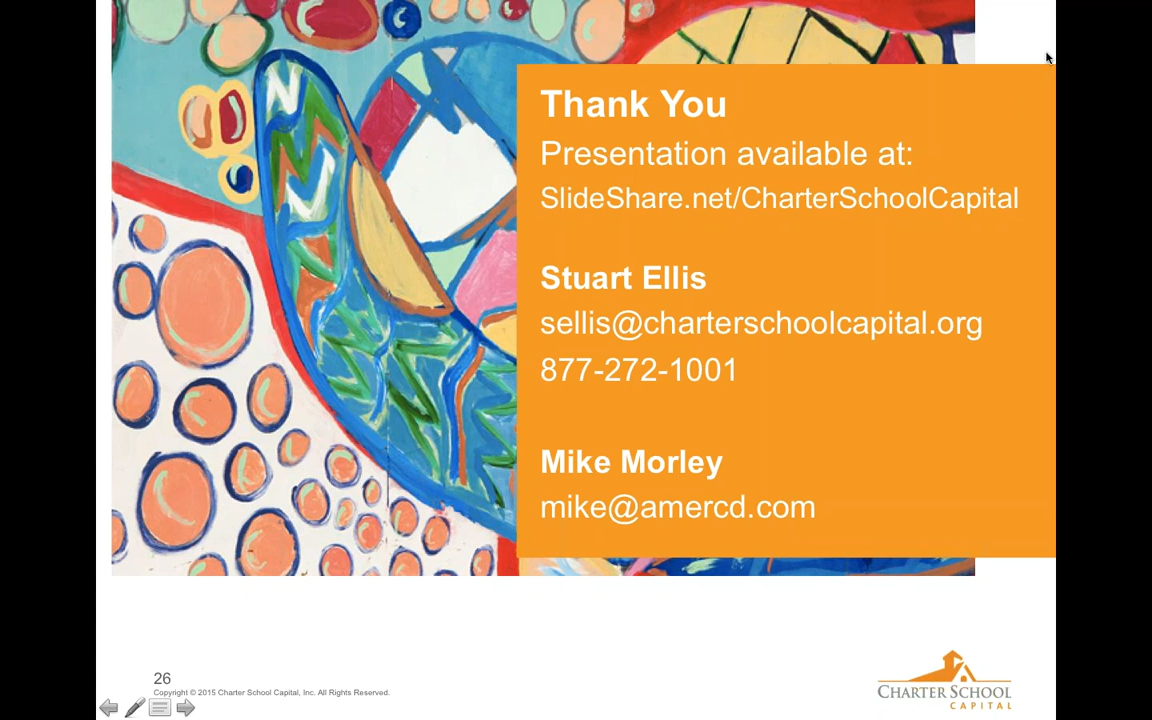 Thank You
Presentation available at:
SlideShare.net/CharterSchoolCapital
Stuart Ellis
sellis@charterschoolcapital.org
877-272-1001
Mike Morley
mike@amercd.com
26
Copyright © 2015 Charter School Capital, Inc. All Rights Reserved.
CHARTER SCHOOL
CAPITAL